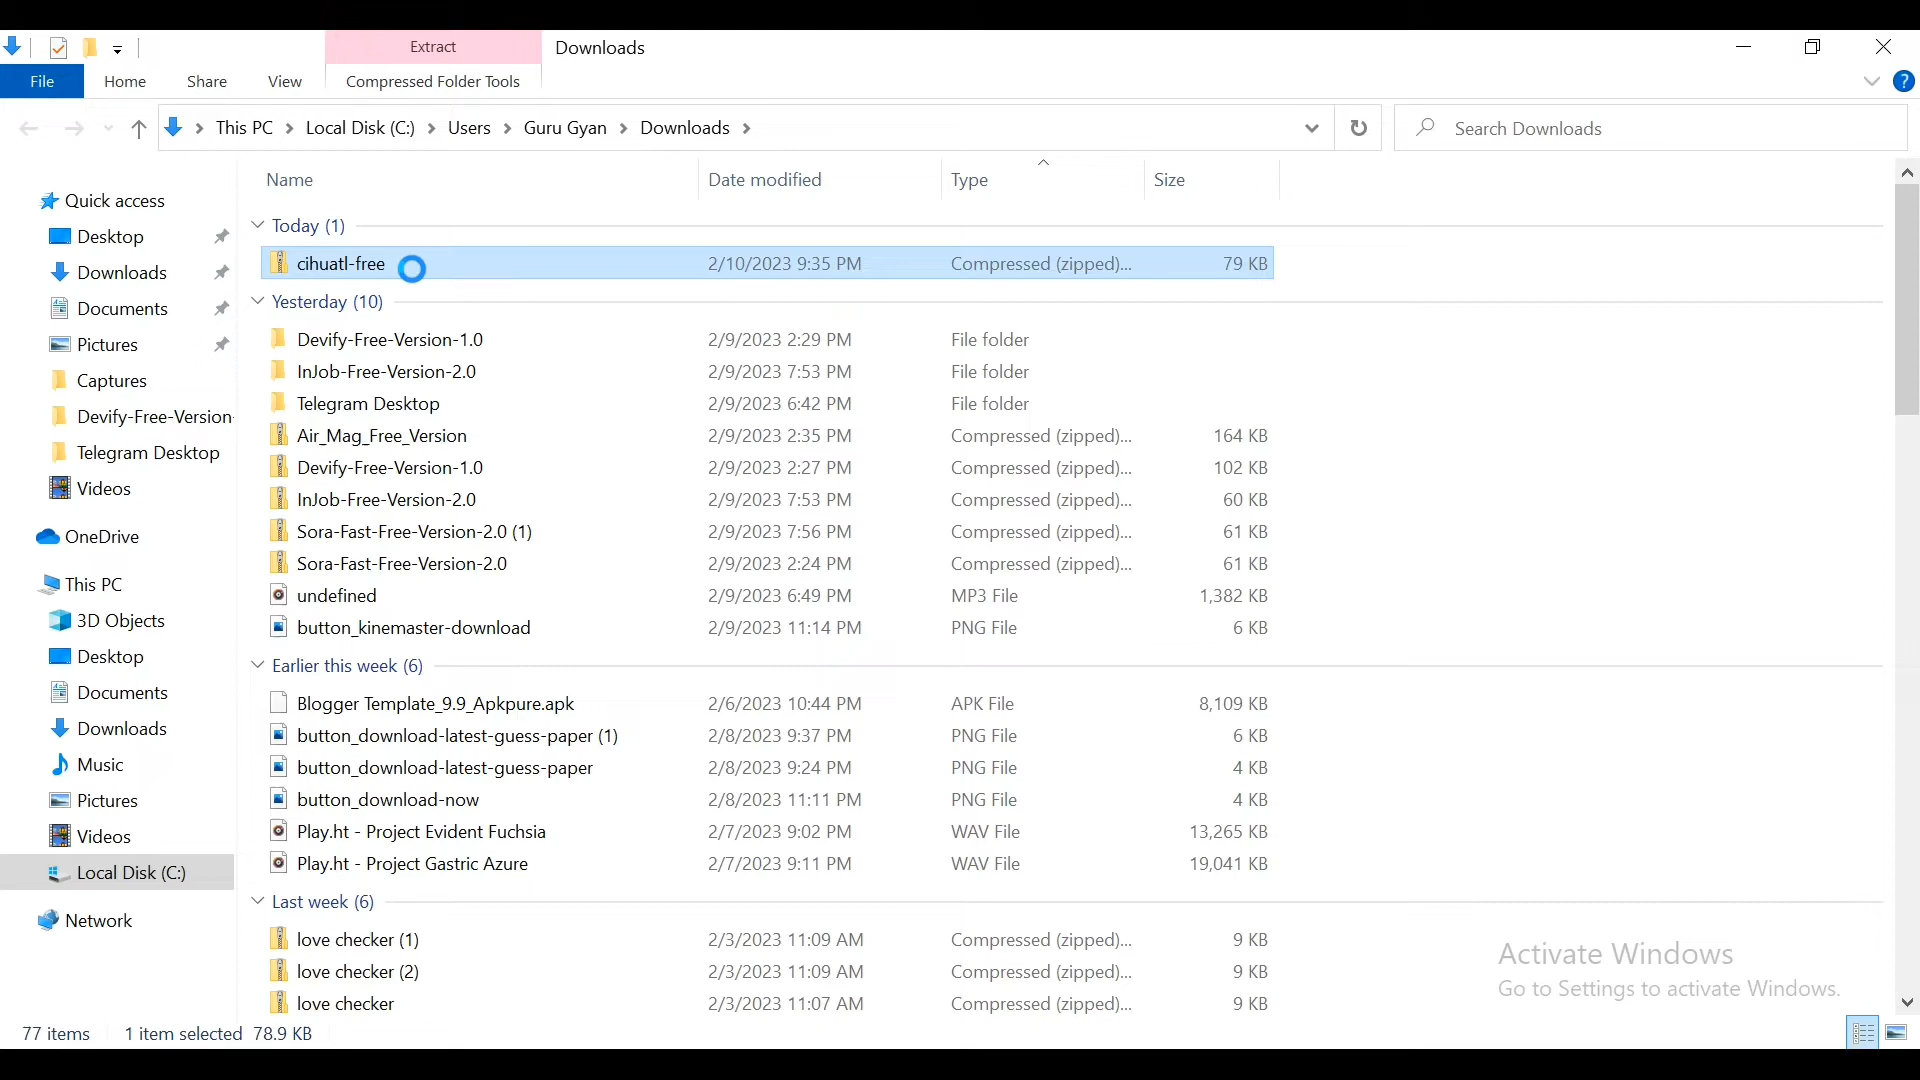 Extract
Downloads
File
Home
Share
View
Compressed Folder Tools
This PC
Local Disk (C:)
Users
Guru Gyan
Downloads
Search Downloads
Name
Date modified
Type
Size
Quick access
Desktop
Downloads
Documents
Pictures
Captures
Devify-Free-Version-
Telegram Desktop
Videos
OneDrive
This PC
3D Objects
Desktop
Documents
Downloads
Music
Pictures
Videos
Local Disk (C:)
Network
Today (1)
cihuatl-free 2/10/2023 9:35 PM Compressed (zipped)... 79 KB
Yesterday (10)
Devify-Free-Version-1.0 2/9/2023 2:29 PM File folder
InJob-Free-Version-2.0 2/9/2023 7:53 PM File folder
Telegram Desktop 2/9/2023 6:42 PM File folder
Air_Mag_Free_Version 2/9/2023 2:35 PM Compressed (zipped)... 164 KB
Devify-Free-Version-1.0 2/9/2023 2:27 PM Compressed (zipped)... 102 KB
InJob-Free-Version-2.0 2/9/2023 7:53 PM Compressed (zipped)... 60 KB
Sora-Fast-Free-Version-2.0 (1) 2/9/2023 7:56 PM Compressed (zipped)... 61 KB
Sora-Fast-Free-Version-2.0 2/9/2023 2:24 PM Compressed (zipped)... 61 KB
undefined 2/9/2023 6:49 PM MP3 File 1,382 KB
button_kinemaster-download 2/9/2023 11:14 PM PNG File 6 KB
Earlier this week (6)
Blogger Template_9.9_Apkpure.apk 2/6/2023 10:44 PM APK File 8,109 KB
button_download-latest-guess-paper (1) 2/8/2023 9:37 PM PNG File 6 KB
button_download-latest-guess-paper 2/8/2023 9:24 PM PNG File 4 KB
button_download-now 2/8/2023 11:11 PM PNG File 4 KB
Play.ht - Project Evident Fuchsia 2/7/2023 9:02 PM WAV File 13,265 KB
Play.ht - Project Gastric Azure 2/7/2023 9:11 PM WAV File 19,041 KB
Last week (6)
love checker (1) 2/3/2023 11:09 AM Compressed (zipped)... 9 KB
love checker (2) 2/3/2023 11:09 AM Compressed (zipped)... 9 KB
love checker 2/3/2023 11:07 AM Compressed (zipped)... 9 KB
Activate Windows
Go to Settings to activate Windows.
77 items 1 item selected 78.9 KB